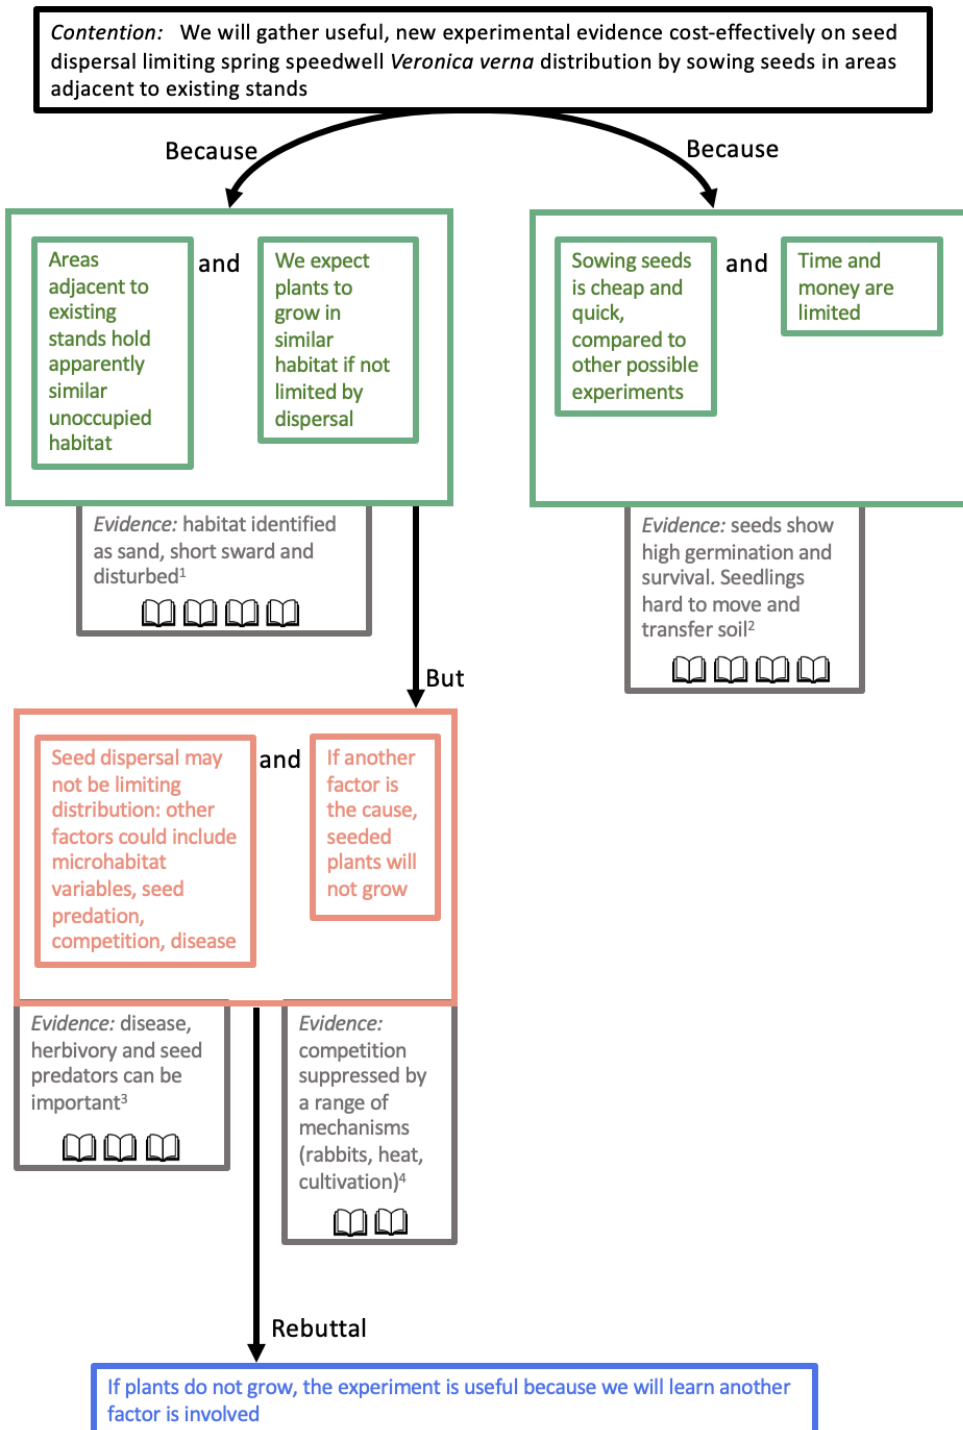 Contention: We will gather useful, new experimental evidence cost-effectively on seed
dispersal limiting spring speedwell Veronica verna distribution by sowing seeds in areas
adjacent to existing stands
Because
Because
Areas
adjacent to
existing
stands hold
apparently
similar
unoccupied
habitat
and
We expect
plants to
grow in
similar
habitat if not
limited by
dispersal
Sowing seeds
is cheap and
quick,
compared to
other possible
experiments
and
Time and
money are
limited
Evidence: habitat identified
as sand, short sward and
disturbed¹
Evidence: seeds show
high germination and
survival. Seedlings
hard to move and
transfer soil²
But
Seed dispersal may
not be limiting
distribution: other
factors could include
microhabitat
variables, seed
predation,
competition, disease
and
If another
factor is
the cause,
seeded
plants will
not grow
Evidence: disease,
herbivory and seed
predators can be
important³
Evidence:
competition
suppressed by
a range of
mechanisms
(rabbits, heat,
cultivation)⁴
Rebuttal
If plants do not grow, the experiment is useful because we will learn another
factor is involved